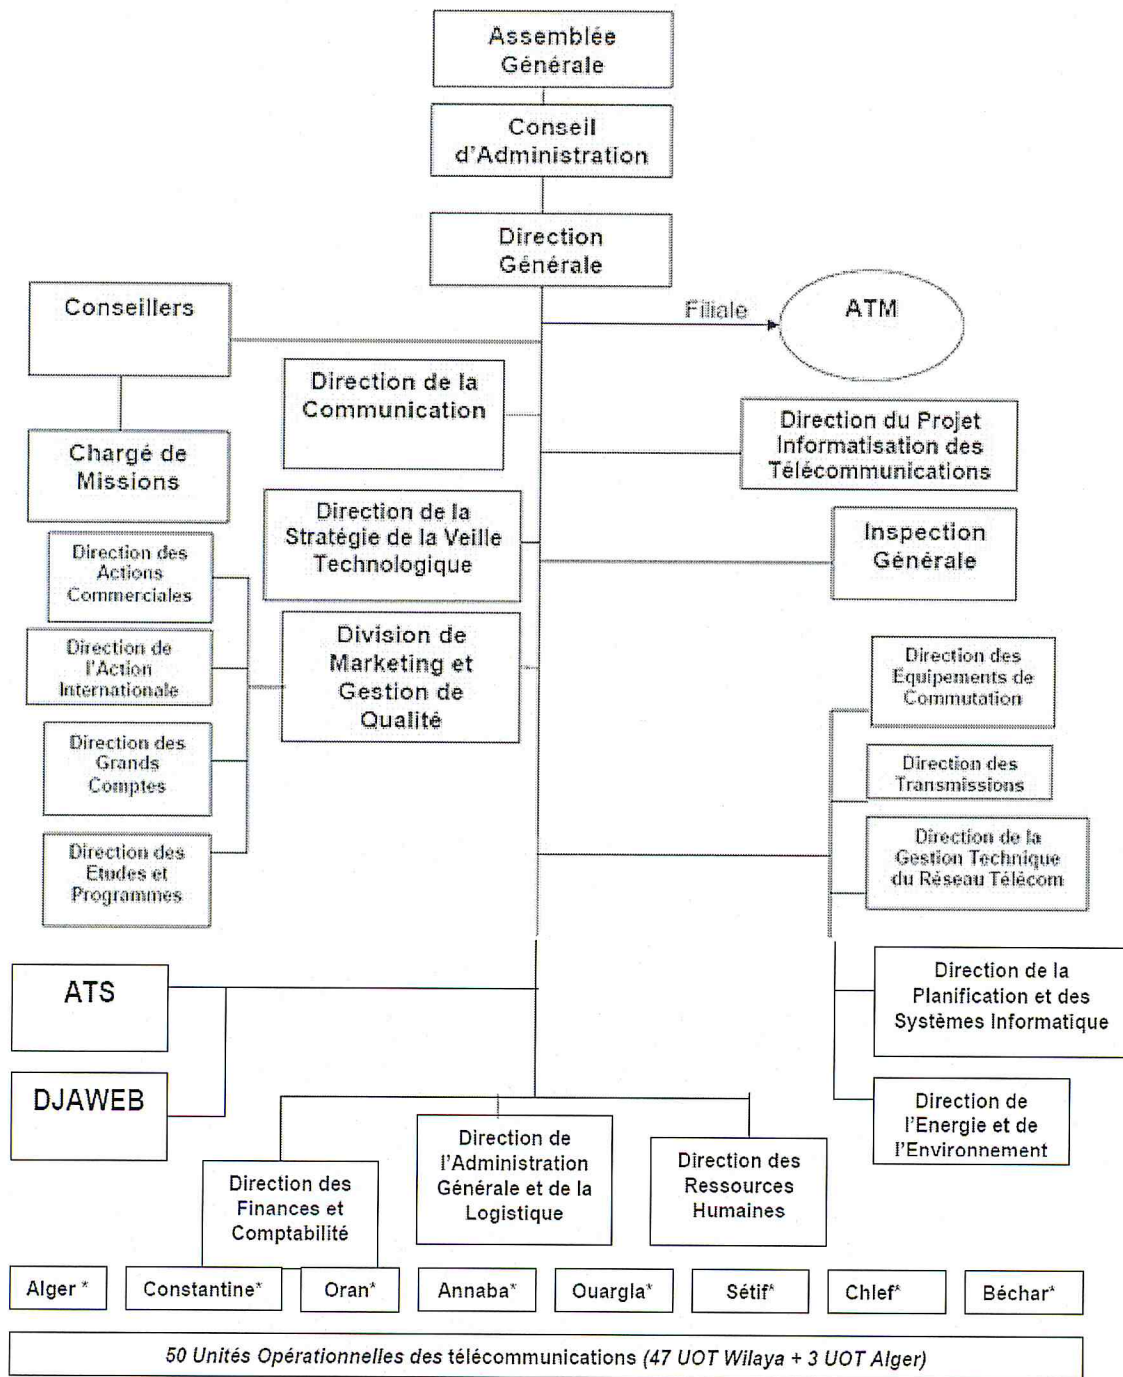 Assemblée
Générale
Conseil
d'Administration
Direction
Générale
Conseillers
Filiale
ATM
Direction de la
Communication
Direction du Projet
Informatisation des
Télécommunications
Chargé de
Missions
Direction de la
Stratégie de la Veille
Technologique
Inspection
Générale
Direction des
Actions
Commerciales
Direction de
l'Action
Internationale
Division de
Marketing et
Gestion de
Qualité
Direction des
Equipements de
Commutation
Direction des
Grands
Comptes
Direction des
Transmissions
Direction des
Etudes et
Programmes
Direction de la
Gestion Technique
du Réseau Télécom
ATS
Direction de la
Planification et des
Systèmes Informatique
DJAWEB
Direction de
l'Energie et de
l'Environnement
Direction des
Finances et
Comptabilité
Direction de
l'Administration
Générale et de la
Logistique
Direction des
Ressources
Humaines
Alger *
Constantine*
Oran*
Annaba*
Ouargla*
Sétif*
Chlef*
Béchar*
50 Unités Opérationnelles des télécommunications (47 UOT Wilaya + 3 UOT Alger)